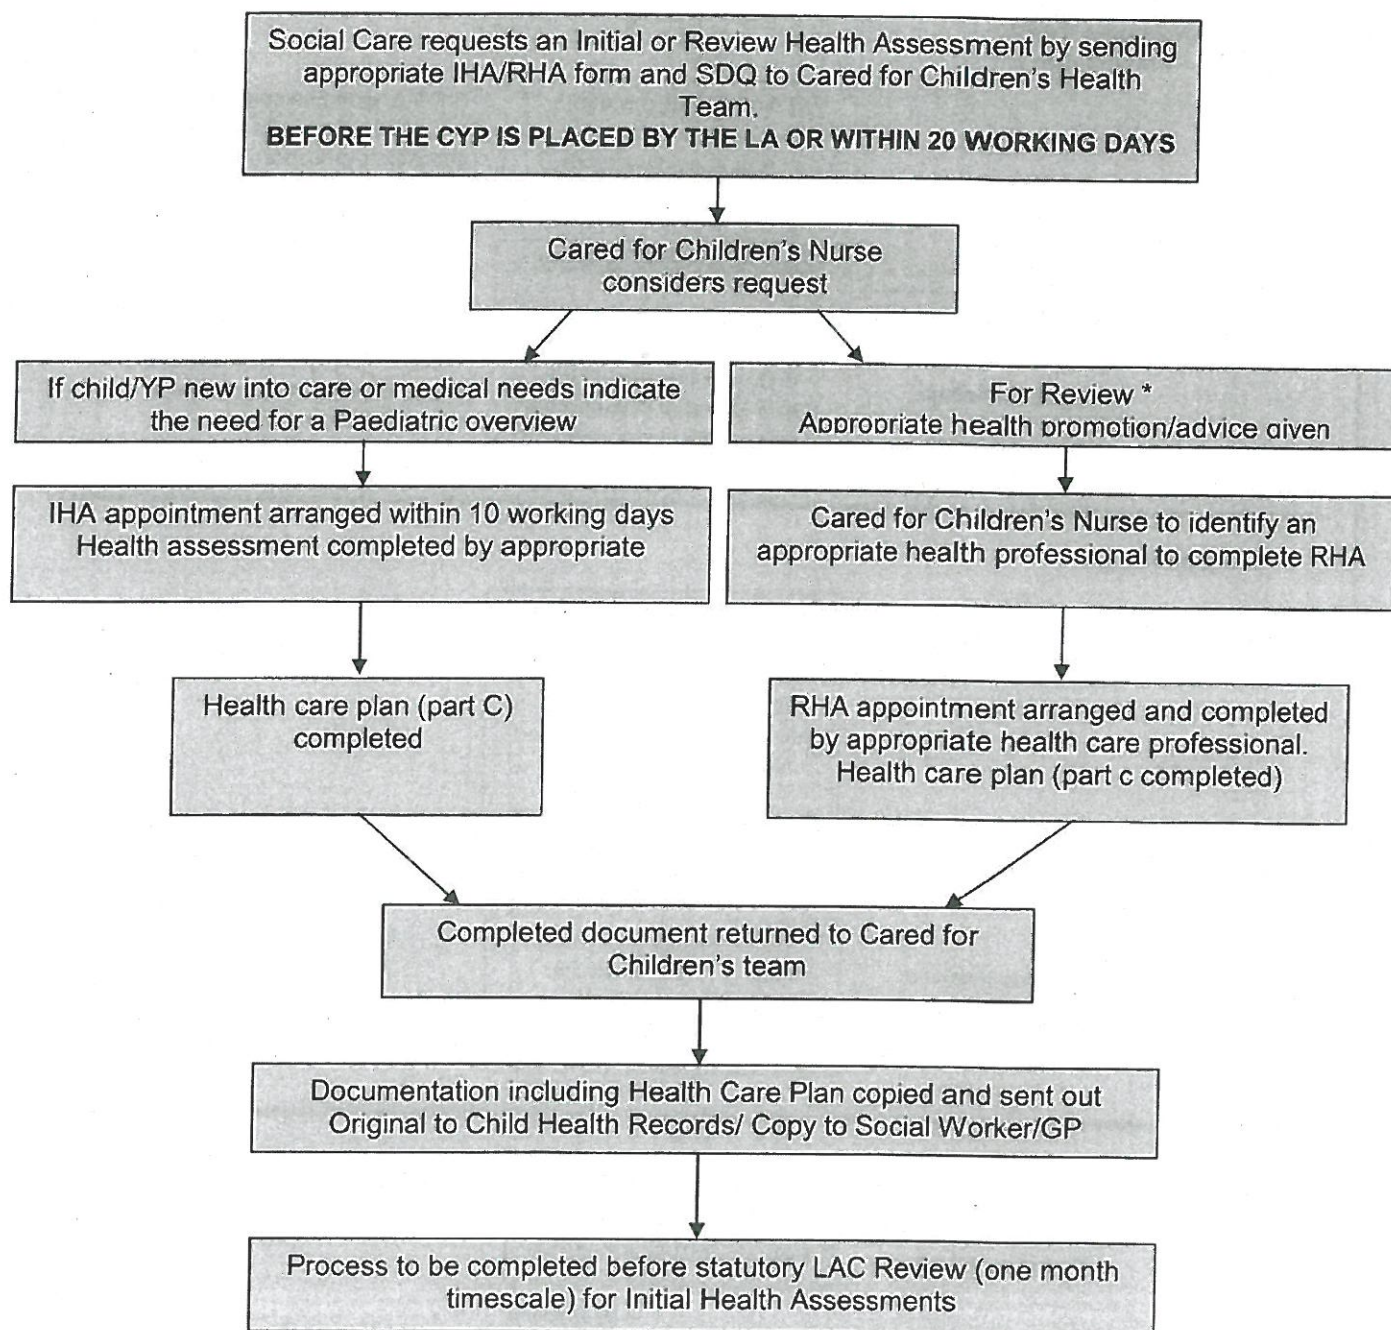 Social Care requests an Initial or Review Health Assessment by sending
appropriate IHA/RHA form and SDQ to Cared for Children's Health
Team.
BEFORE THE CYP IS PLACED BY THE LA OR WITHIN 20 WORKING DAYS
Cared for Children's Nurse
considers request
If child/YP new into care or medical needs indicate
the need for a Paediatric overview
For Review *
Appropriate health promotion/advice given
IHA appointment arranged within 10 working days
Health assessment completed by appropriate
Cared for Children's Nurse to identify an
appropriate health professional to complete RHA
Health care plan (part C)
completed
RHA appointment arranged and completed
by appropriate health care professional.
Health care plan (part c completed)
Completed document returned to Cared for
Children's team
Documentation including Health Care Plan copied and sent out
Original to Child Health Records/ Copy to Social Worker/GP
Process to be completed before statutory LAC Review (one month
timescale) for Initial Health Assessments